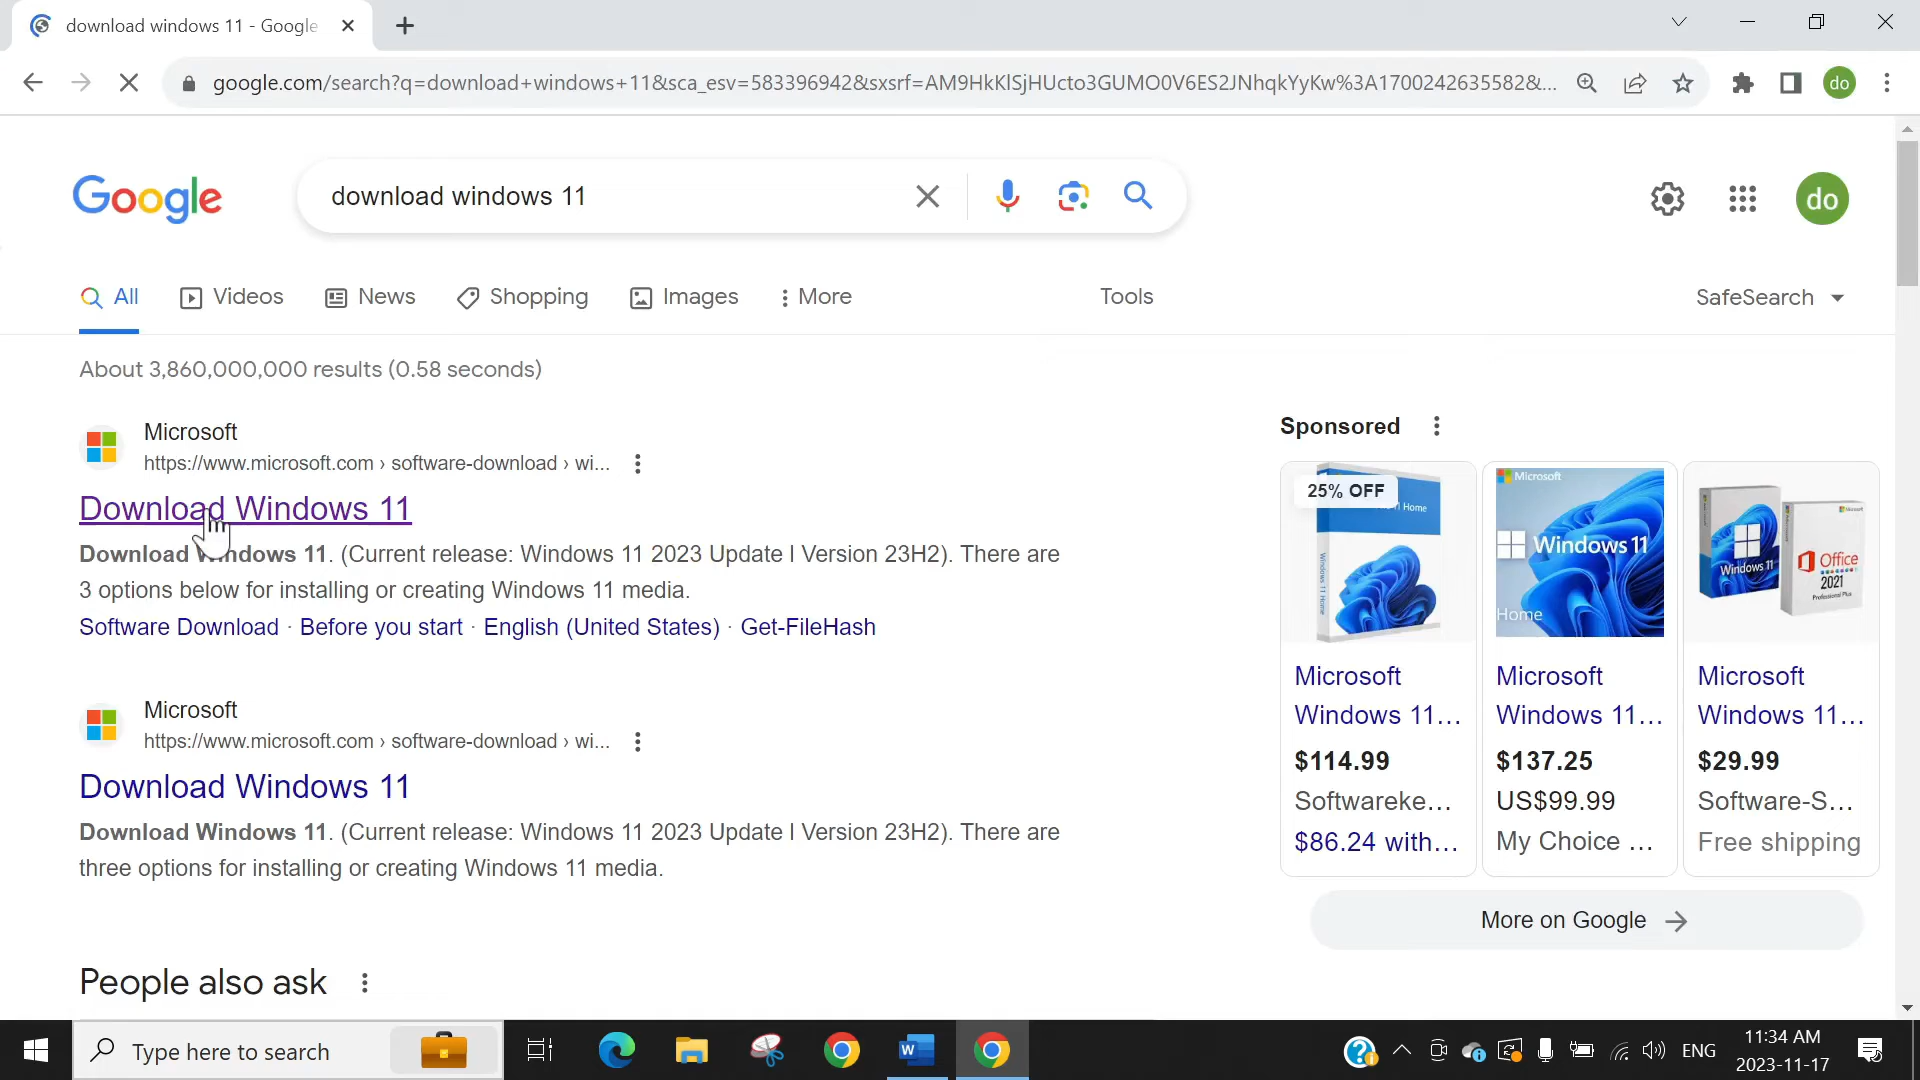 download windows 11 - Google
google.com/search?q=download+windows+11&sca_esv=583396942&sxsrf=AM9HkKlSjHUcto3GUMO0V6ES2JNhqkYyKw%3A1700242635582&...
do
Google
download windows 11
do
All
Videos
News
Shopping
Images
More
Tools
SafeSearch
About 3,860,000,000 results (0.58 seconds)
Microsoft
https://www.microsoft.com › software-download › wi...
Download Windows 11
Download Windows 11. (Current release: Windows 11 2023 Update l Version 23H2). There are
3 options below for installing or creating Windows 11 media.
Software Download · Before you start · English (United States) · Get-FileHash
Microsoft
https://www.microsoft.com › software-download › wi...
Download Windows 11
Download Windows 11. (Current release: Windows 11 2023 Update l Version 23H2). There are
three options for installing or creating Windows 11 media.
People also ask
Sponsored
25% OFF
Home
Windows 11 Home
Microsoft
Windows 11...
$114.99
Softwareke...
$86.24 with...
Microsoft
Windows 11
Home
Microsoft
Windows 11...
$137.25
US$99.99
My Choice ...
Windows 11
Microsoft
Office
2021
Professional Plus
Microsoft
Windows 11...
$29.99
Software-S...
Free shipping
More on Google
Type here to search
ENG
11:34 AM
2023-11-17